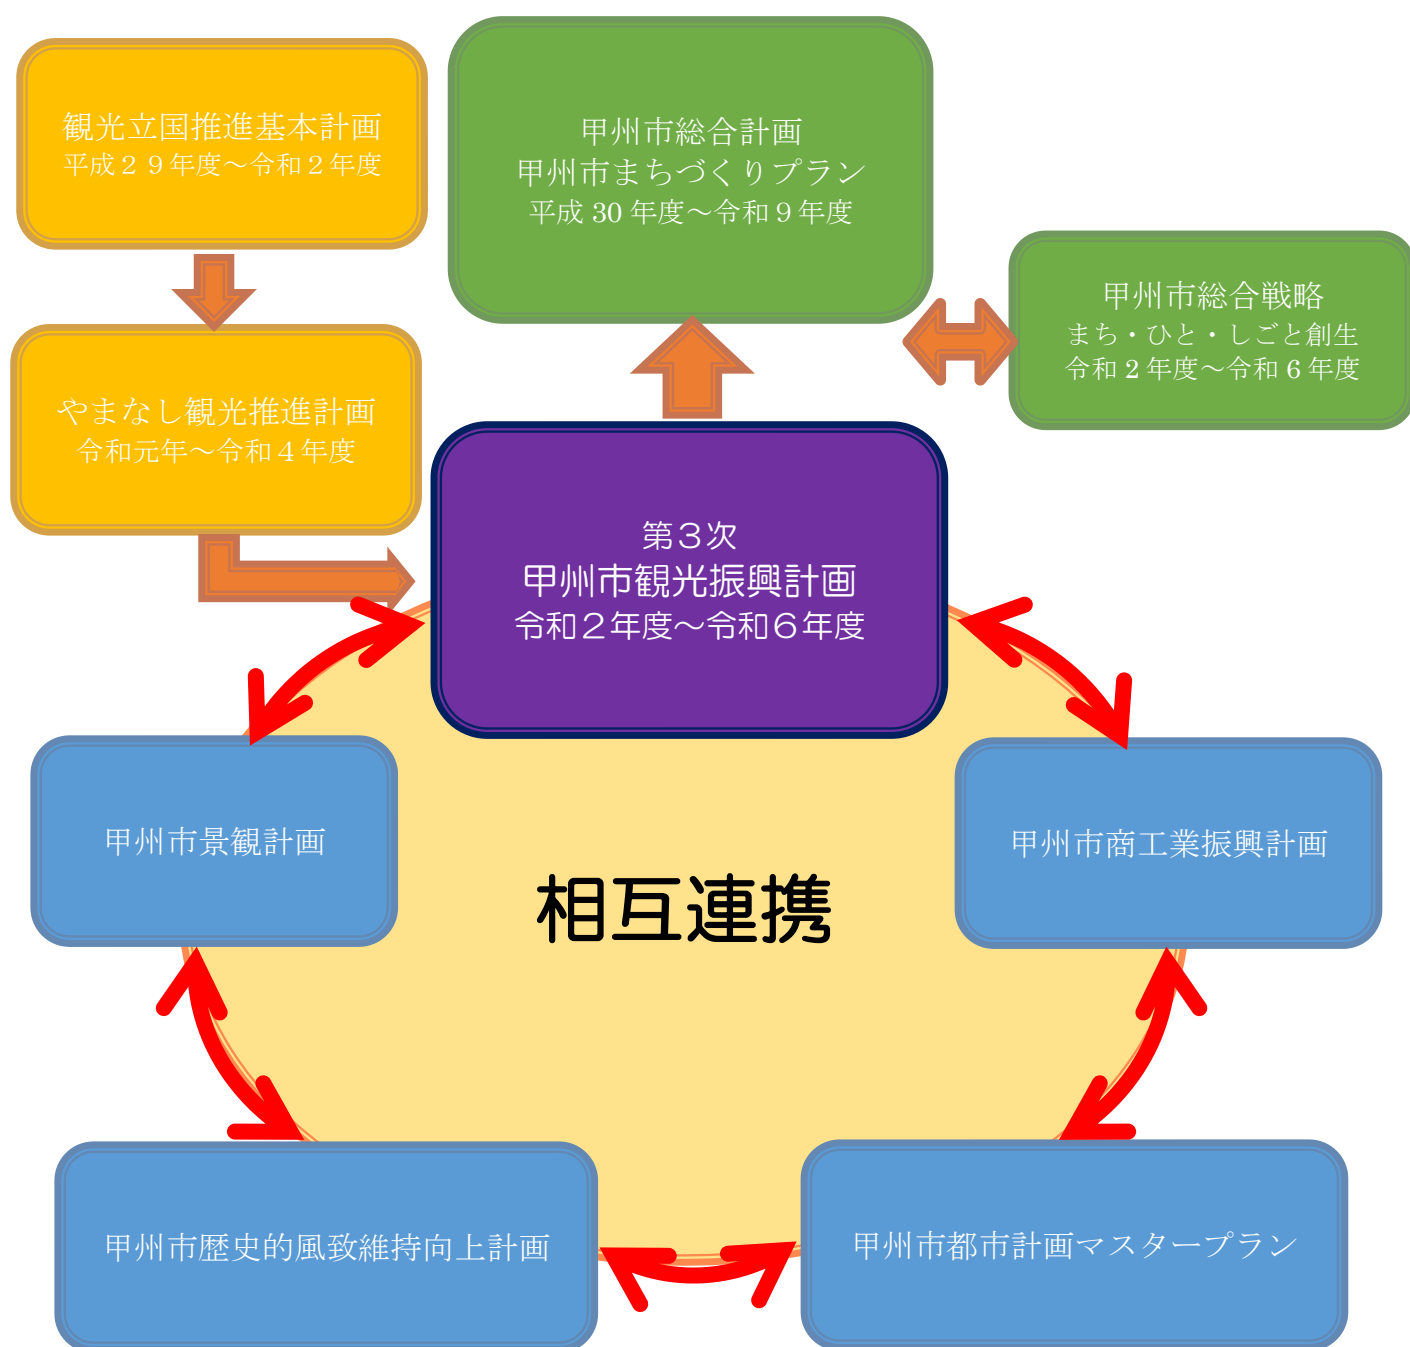 観光立国推進基本計画
平成２９年度～令和２年度
甲州市総合計画
甲州市まちづくりプラン
平成 30 年度～令和９年度
甲州市総合戦略
まち・ひと・しごと創生
令和 2 年度～令和 6 年度
やまなし観光推進計画
令和元年～令和４年度
第３次
甲州市観光振興計画
令和２年度～令和６年度
甲州市景観計画
甲州市商工業振興計画
相互連携
甲州市歴史的風致維持向上計画
甲州市都市計画マスタープラン